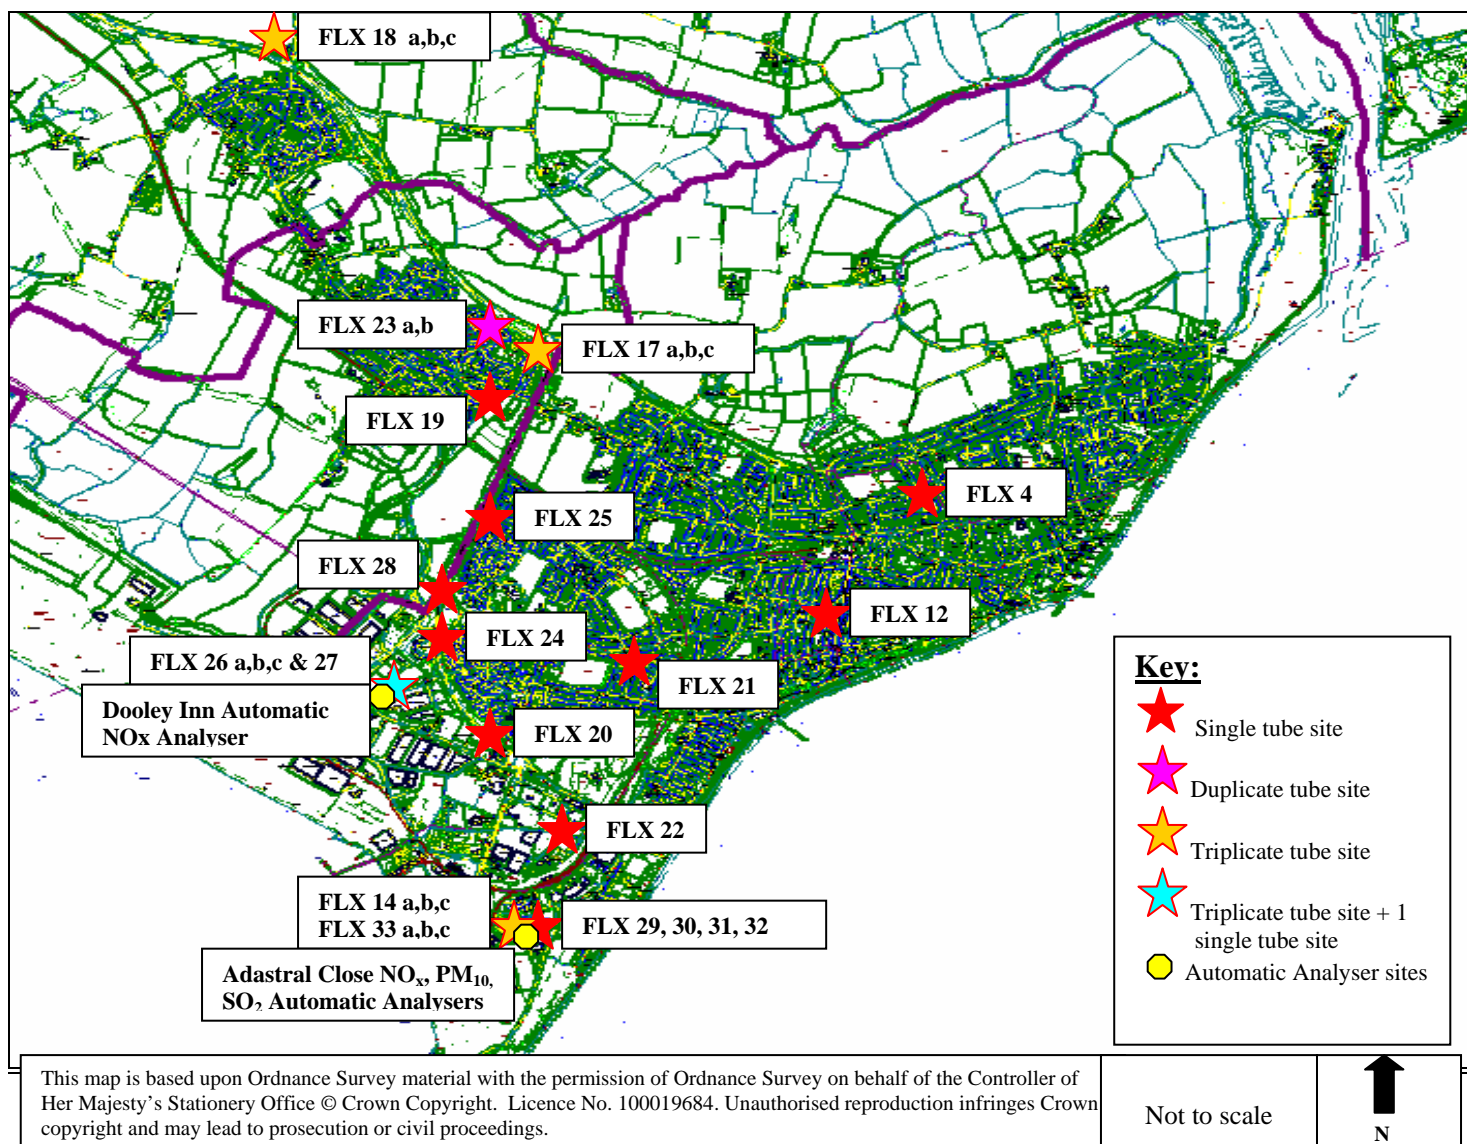 FLX 18 a,b,c
FLX 23 a,b
FLX 17 a,b,c
FLX 19
FLX 4
FLX 25
FLX 28
FLX 12
FLX 24
FLX 26 a,b,c & 27
FLX 21
Dooley Inn Automatic
NOx Analyser
FLX 20
FLX 22
FLX 14 a,b,c
FLX 33 a,b,c
FLX 29, 30, 31, 32
Adastral Close NOx, PM10,
SO2 Automatic Analysers
Key:
Single tube site
Duplicate tube site
Triplicate tube site
Triplicate tube site + 1
single tube site
Automatic Analyser sites
This map is based upon Ordnance Survey material with the permission of Ordnance Survey on behalf of the Controller of
Her Majesty’s Stationery Office © Crown Copyright. Licence No. 100019684. Unauthorised reproduction infringes Crown
copyright and may lead to prosecution or civil proceedings.
Not to scale
N